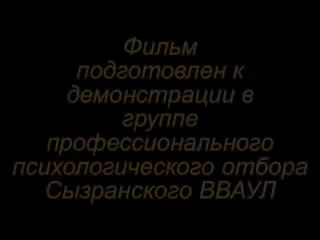 Фильм
подготовлен к
демонстрации в
группе
профессионального
психологического отбора
Сызранского ВВАУЛ